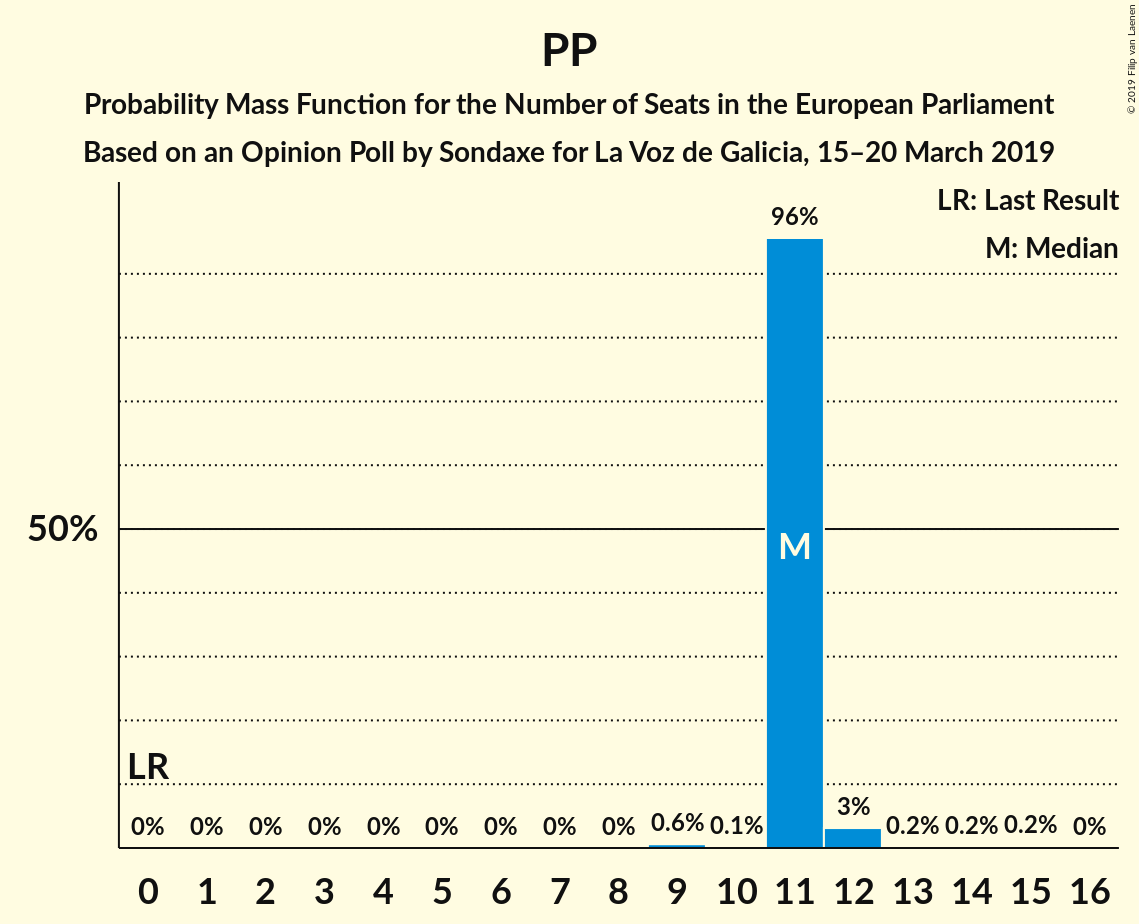 PP
Probability Mass Function for the Number of Seats in the European Parliament
Based on an Opinion Poll by Sondaxe for La Voz de Galicia, 15–20 March 2019
© 2019 Filip van Laenen
LR: Last Result
M: Median
96%
50%
M
LR
0% 0% 0% 0% 0% 0% 0% 0% 0% 0.6% 0.1% 3% 0.2% 0.2% 0.2% 0%
0 1 2 3 4 5 6 7 8 9 10 11 12 13 14 15 16